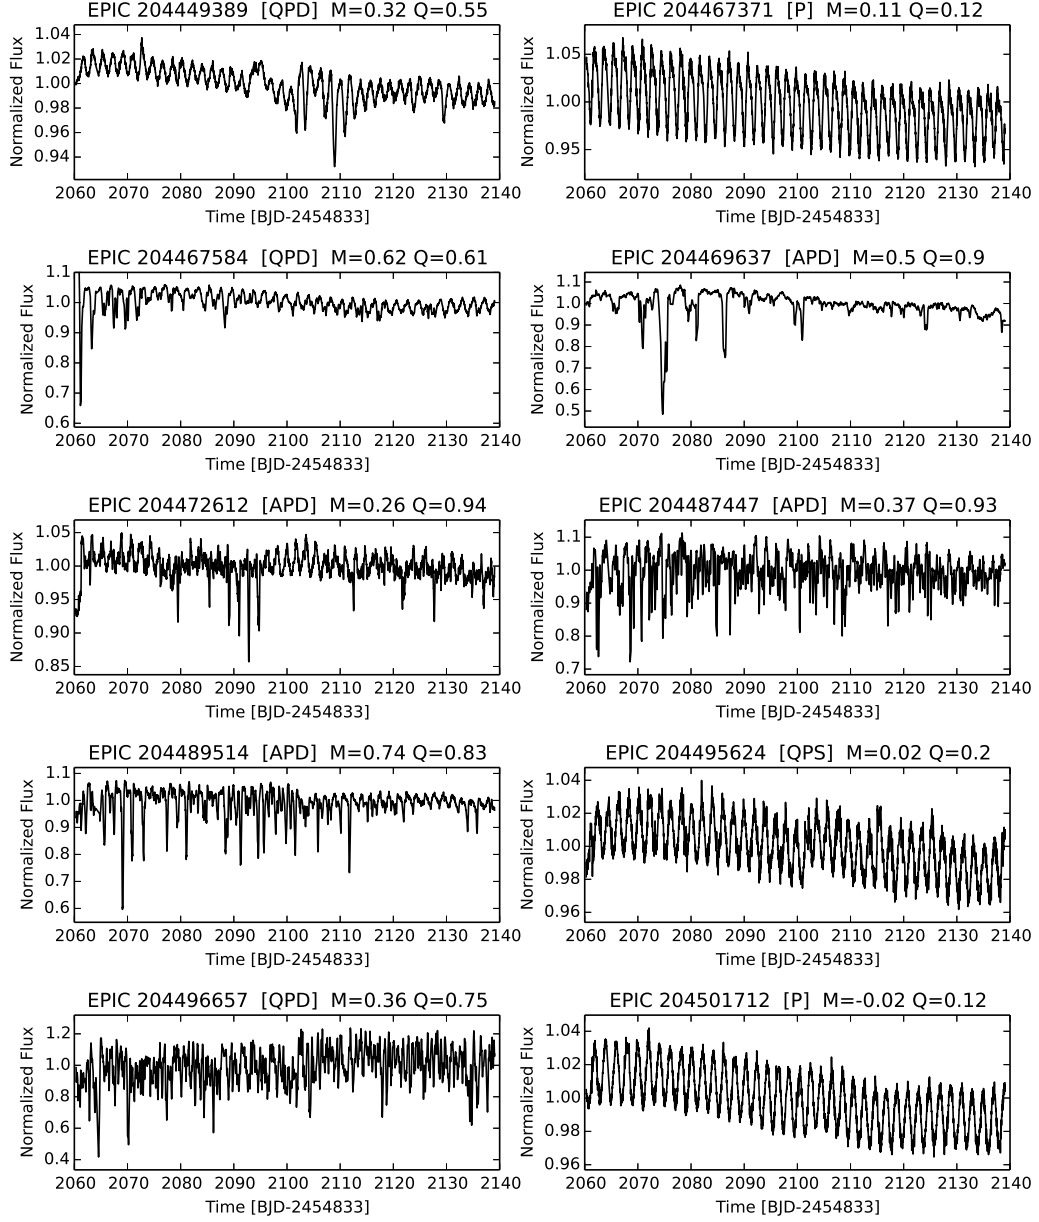 EPIC 204449389 [QPD] M=0.32 Q=0.55
Normalized Flux
1.04
1.02
1.00
0.98
0.96
0.94
2060 2070 2080 2090 2100 2110 2120 2130 2140
Time [BJD-2454833]
EPIC 204467371 [P] M=0.11 Q=0.12
Normalized Flux
1.05
1.00
0.95
2060 2070 2080 2090 2100 2110 2120 2130 2140
Time [BJD-2454833]
EPIC 204467584 [QPD] M=0.62 Q=0.61
Normalized Flux
1.1
1.0
0.9
0.8
0.7
0.6
2060 2070 2080 2090 2100 2110 2120 2130 2140
Time [BJD-2454833]
EPIC 204469637 [APD] M=0.5 Q=0.9
Normalized Flux
1.1
1.0
0.9
0.8
0.7
0.6
0.5
2060 2070 2080 2090 2100 2110 2120 2130 2140
Time [BJD-2454833]
EPIC 204472612 [APD] M=0.26 Q=0.94
Normalized Flux
1.05
1.00
0.95
0.90
0.85
2060 2070 2080 2090 2100 2110 2120 2130 2140
Time [BJD-2454833]
EPIC 204487447 [APD] M=0.37 Q=0.93
Normalized Flux
1.1
1.0
0.9
0.8
0.7
2060 2070 2080 2090 2100 2110 2120 2130 2140
Time [BJD-2454833]
EPIC 204489514 [APD] M=0.74 Q=0.83
Normalized Flux
1.1
1.0
0.9
0.8
0.7
0.6
2060 2070 2080 2090 2100 2110 2120 2130 2140
Time [BJD-2454833]
EPIC 204495624 [QPS] M=0.02 Q=0.2
Normalized Flux
1.04
1.02
1.00
0.98
0.96
2060 2070 2080 2090 2100 2110 2120 2130 2140
Time [BJD-2454833]
EPIC 204496657 [QPD] M=0.36 Q=0.75
Normalized Flux
1.2
1.0
0.8
0.6
0.4
2060 2070 2080 2090 2100 2110 2120 2130 2140
Time [BJD-2454833]
EPIC 204501712 [P] M=-0.02 Q=0.12
Normalized Flux
1.04
1.02
1.00
0.98
0.96
2060 2070 2080 2090 2100 2110 2120 2130 2140
Time [BJD-2454833]